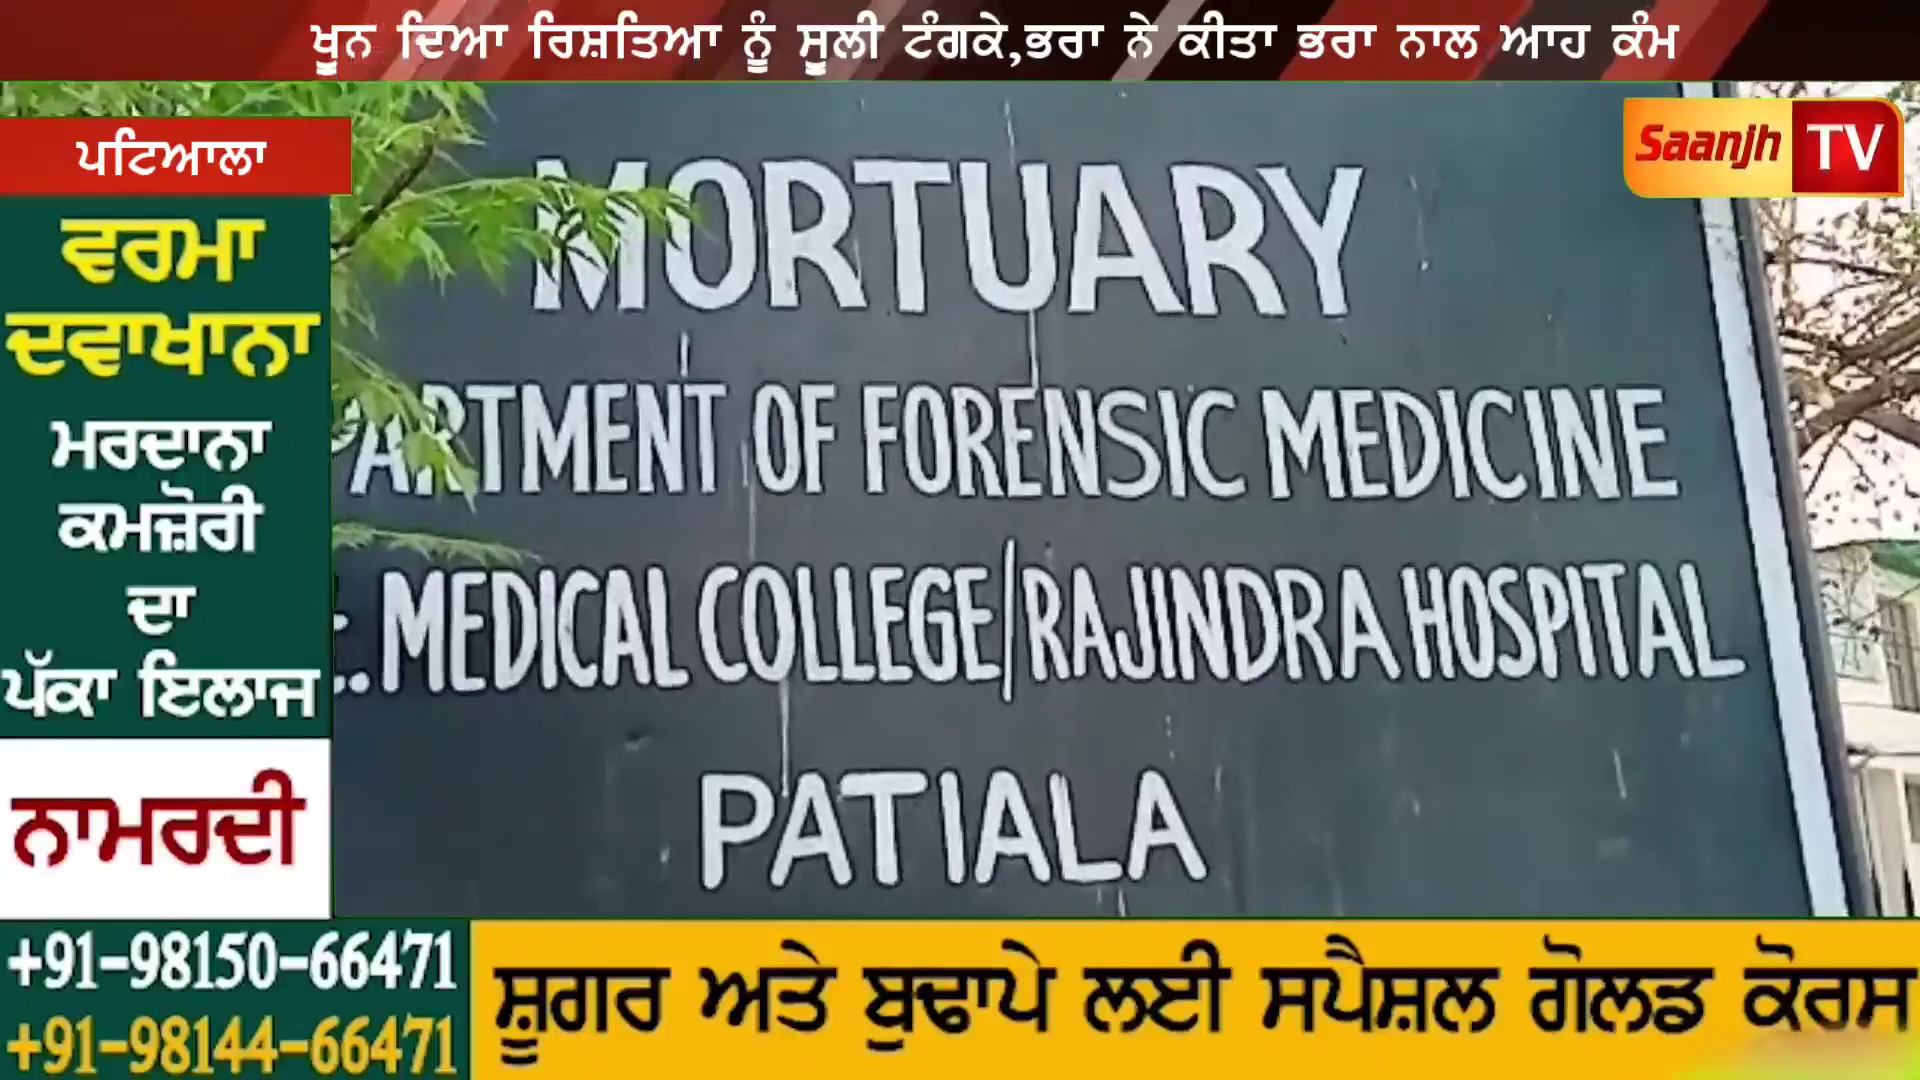 ਖੂਨ ਦਿਆ ਰਿਸ਼ਤਿਆ ਨੂੰ ਸੂਲੀ ਟੰਗਕੇ,ਭਰਾ ਨੇ ਕੀਤਾ ਭਰਾ ਨਾਲ ਆਹ ਕੰਮ
Saanjh TV
ਪਟਿਆਲਾ
ਵਰਮਾ
ਦਵਾਖਾਨਾ
ਮਰਦਾਨਾ
ਕਮਜ਼ੋਰੀ
ਦਾ
ਪੱਕਾ ਇਲਾਜ
ਨਾਮਰਦੀ
MORTUARY
PARTMENT OF FORENSIC MEDICINE
MEDICAL COLLEGE/RAJINDRA HOSPITAL
PATIALA
+91-98150-66471
+91-98144-66471
ਸ਼ੂਗਰ ਅਤੇ ਬੁਢਾਪੇ ਲਈ ਸਪੈਸ਼ਲ ਗੋਲਡ ਕੋਰਸ